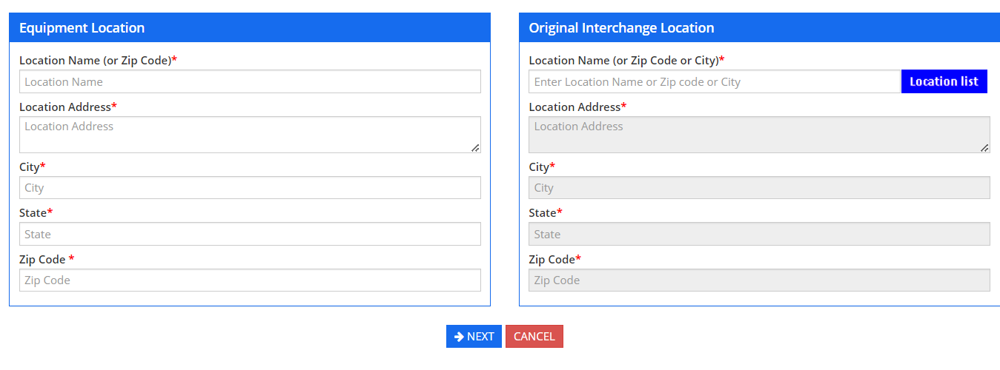 Equipment Location
Location Name (or Zip Code)*
Location Name
Location Address*
Location Address
City*
City
State*
State
Zip Code *
Zip Code
Original Interchange Location
Location Name (or Zip Code or City)*
Enter Location Name or Zip code or City
Location list
Location Address*
Location Address
City*
City
State*
State
Zip Code*
Zip Code
NEXT
CANCEL